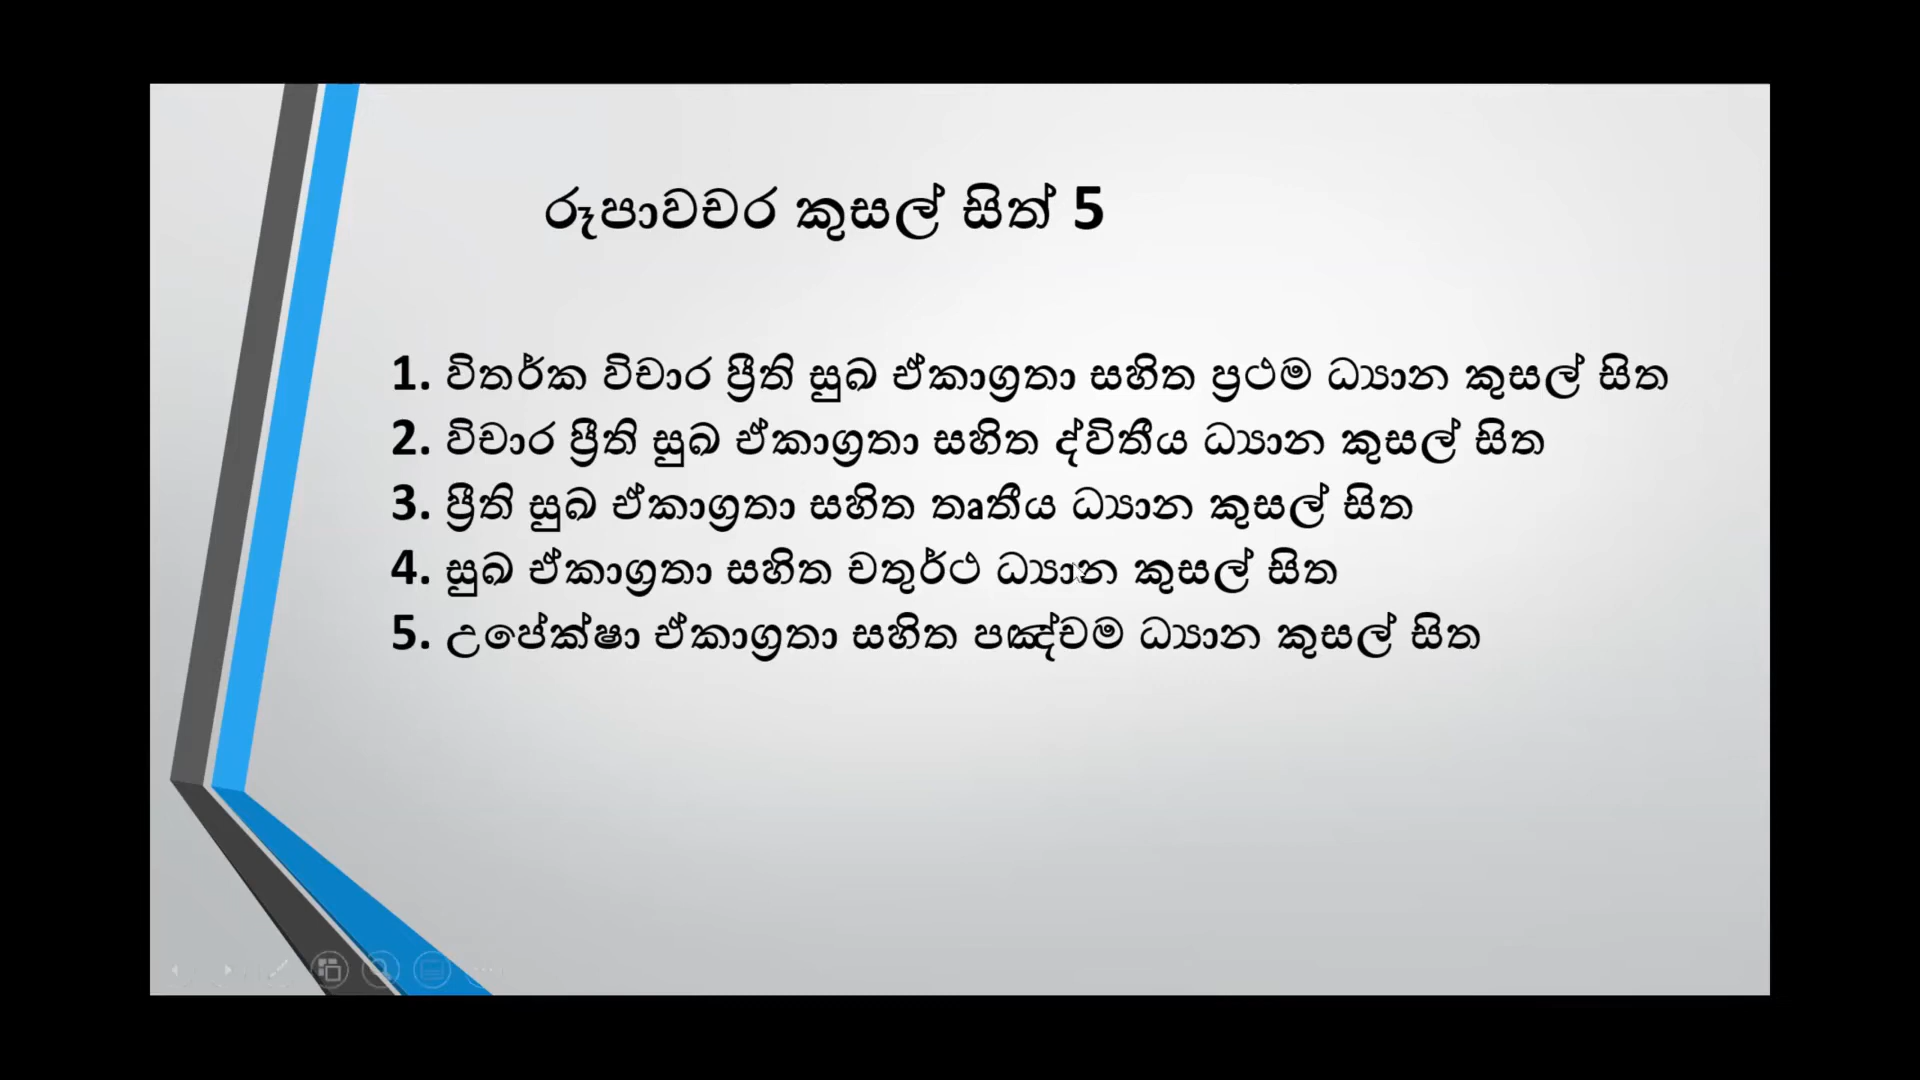 රූපාවචර කුසල් සිත් 5
1. විතර්ක විචාර ප්‍රීති සුඛ ඒකාග්‍රතා සහිත ප්‍රථම ධ්‍යාන කුසල් සිත
2. විචාර ප්‍රීති සුඛ ඒකාග්‍රතා සහිත ද්විතීය ධ්‍යාන කුසල් සිත
3. ප්‍රීති සුඛ ඒකාග්‍රතා සහිත තෘතීය ධ්‍යාන කුසල් සිත
4. සුඛ ඒකාග්‍රතා සහිත චතුර්ථ ධ්‍යාන කුසල් සිත
5. උපේක්ෂා ඒකාග්‍රතා සහිත පඤ්චම ධ්‍යාන කුසල් සිත